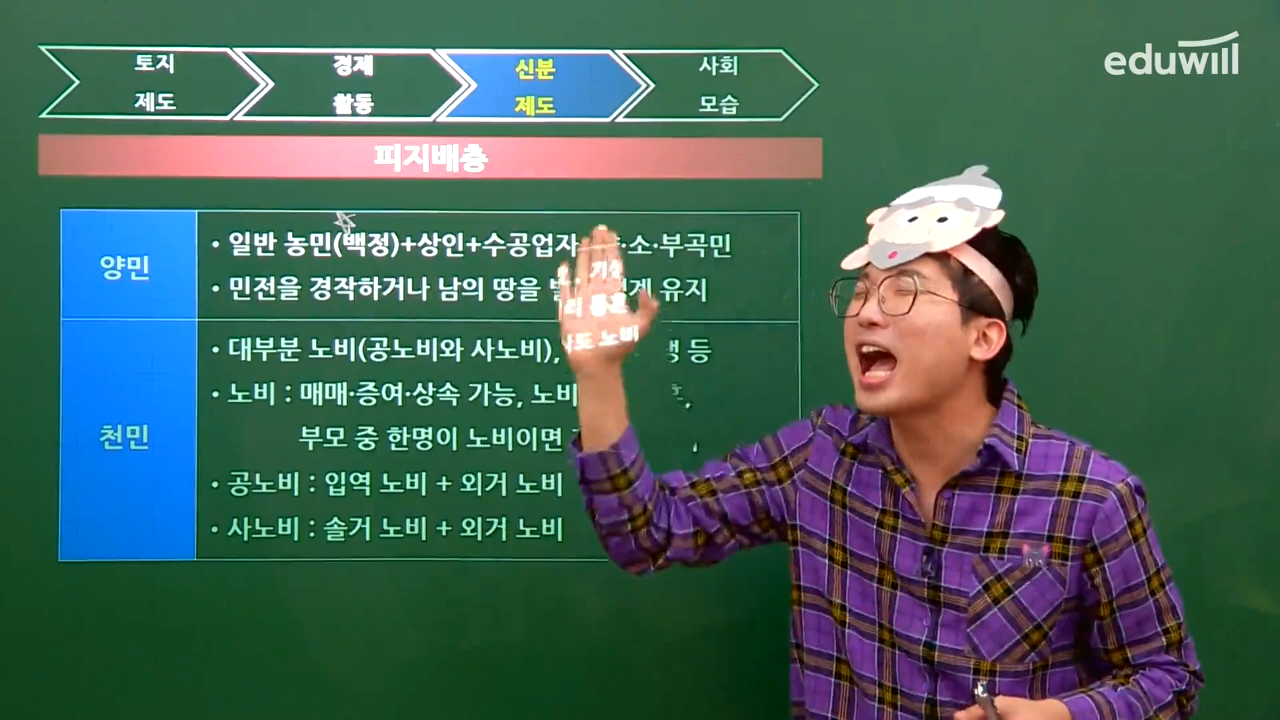 eduwill
토지 제도
경제 활동
신분 제도
사회 모습
피지배층
양민
• 일반 농민(백정)+상인+수공업자 ·소·부곡민
• 민전을 경작하거나 남의 땅을 유지
천민
• 대부분 노비(공노비와 사노비), 등
• 노비 : 매매·증여·상속 가능, 노비
부모 중 한명이 노비이면
• 공노비 : 입역 노비 + 외거 노비
• 사노비 : 솔거 노비 + 외거 노비